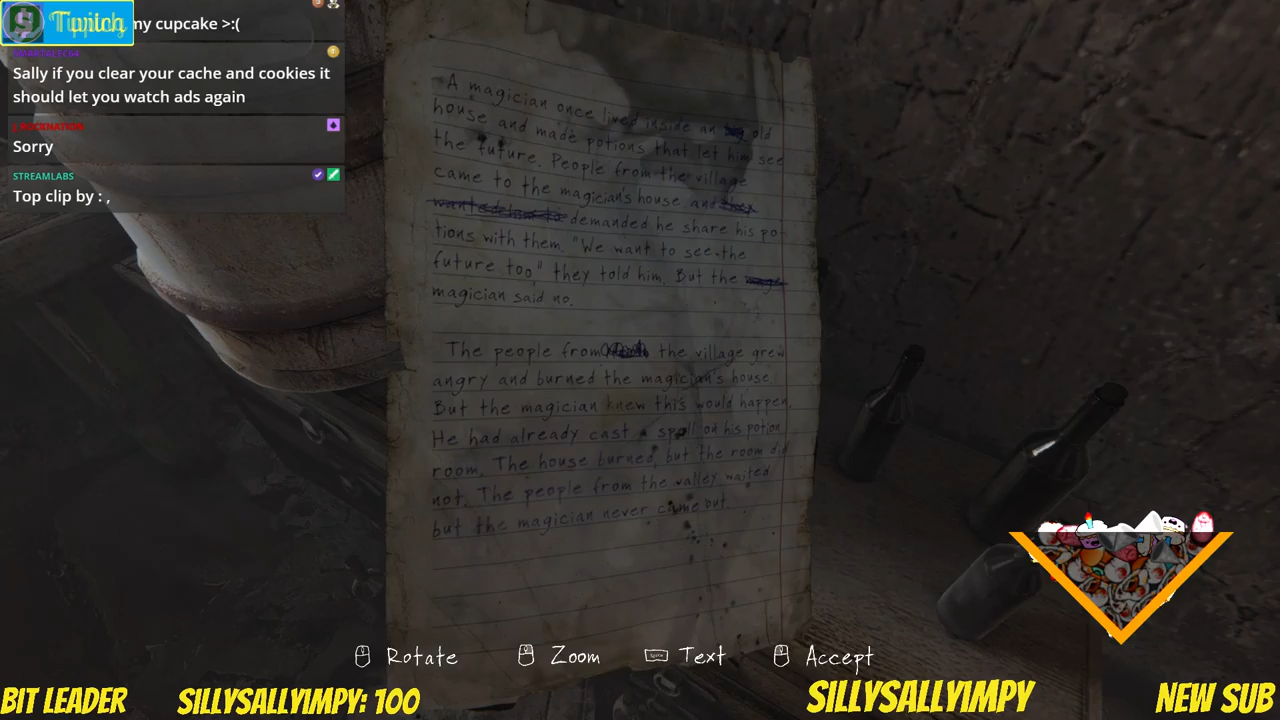 my cupcake >:(
Sally if you clear your cache and cookies it
should let you watch ads again
Sorry
STREAMLABS
Top clip by : ,
A magician once lived inside an old
house and made potions that let him see
the future. People from the village
came to the magician's house and
demanded he share his po-
tions with them. "We want to see the
future too," they told him. But the
magician said no.
The people from the village grew
angry and burned the magician's house.
But the magician knew this would happen.
He had already cast a spell on his potion
room. The house burned, but the room did
not. The people from the valley waited
but the magician never came out.
Rotate
Zoom
Text
Accept
BIT LEADER
SILLYSALLYIMPY: 100
SILLYSALLYIMPY
NEW SUB